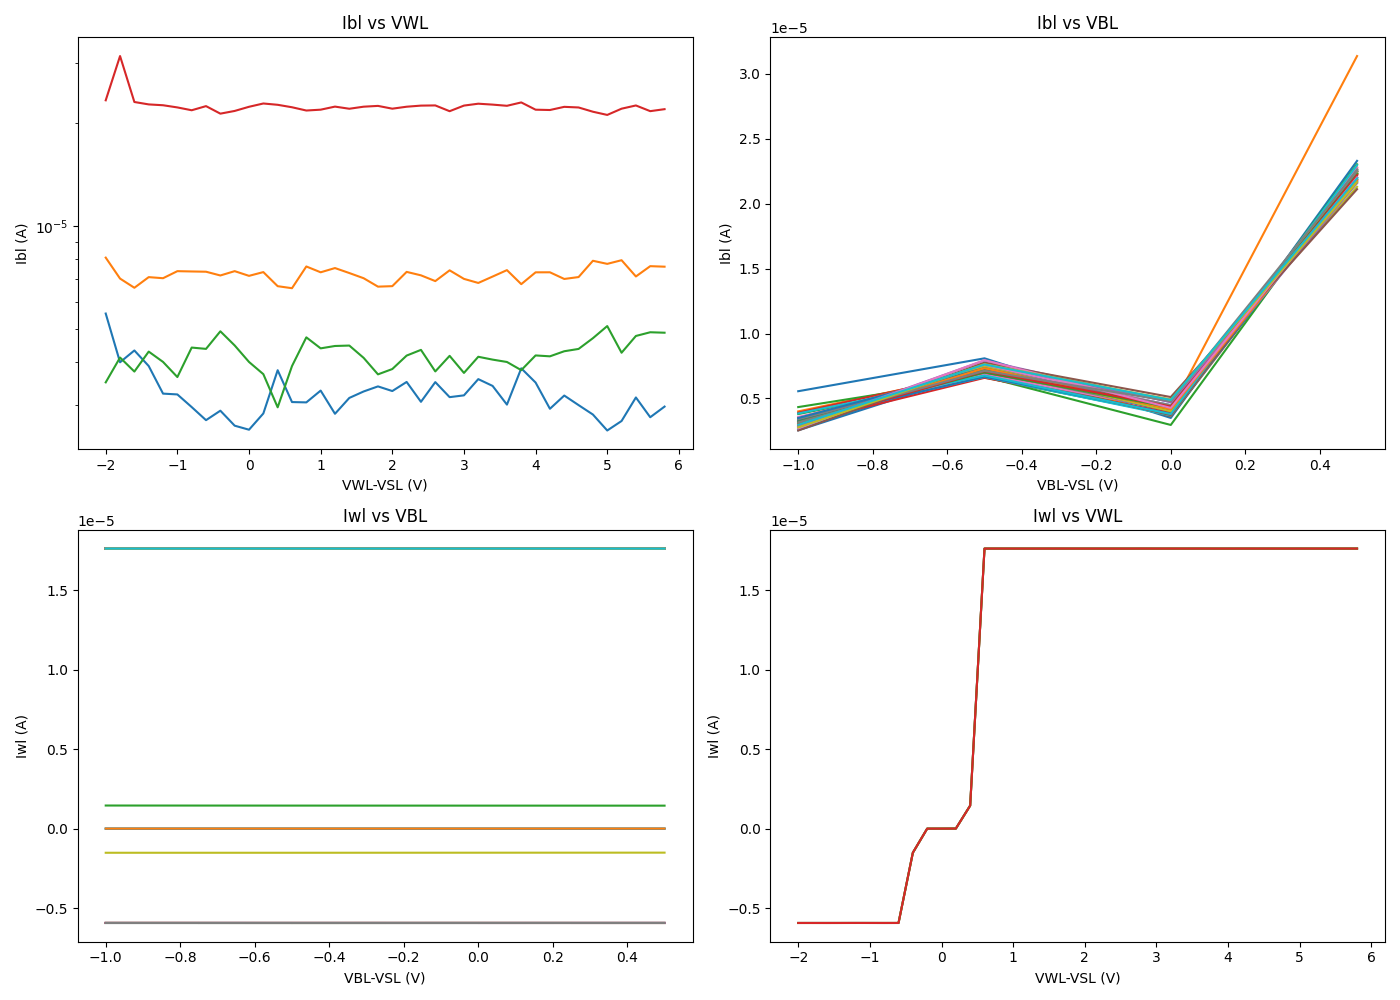 Ibl vs VWL
Ibl (A)
10^-5
−2 −1 0 1 2 3 4 5 6
VWL-VSL (V)
Ibl vs VBL
1e−5
Ibl (A)
3.0
2.5
2.0
1.5
1.0
0.5
−1.0 −0.8 −0.6 −0.4 −0.2 0.0 0.2 0.4
VBL-VSL (V)
Iwl vs VBL
1e−5
Iwl (A)
1.5
1.0
0.5
0.0
−0.5
−1.0 −0.8 −0.6 −0.4 −0.2 0.0 0.2 0.4
VBL-VSL (V)
Iwl vs VWL
1e−5
Iwl (A)
1.5
1.0
0.5
0.0
−0.5
−2 −1 0 1 2 3 4 5 6
VWL-VSL (V)